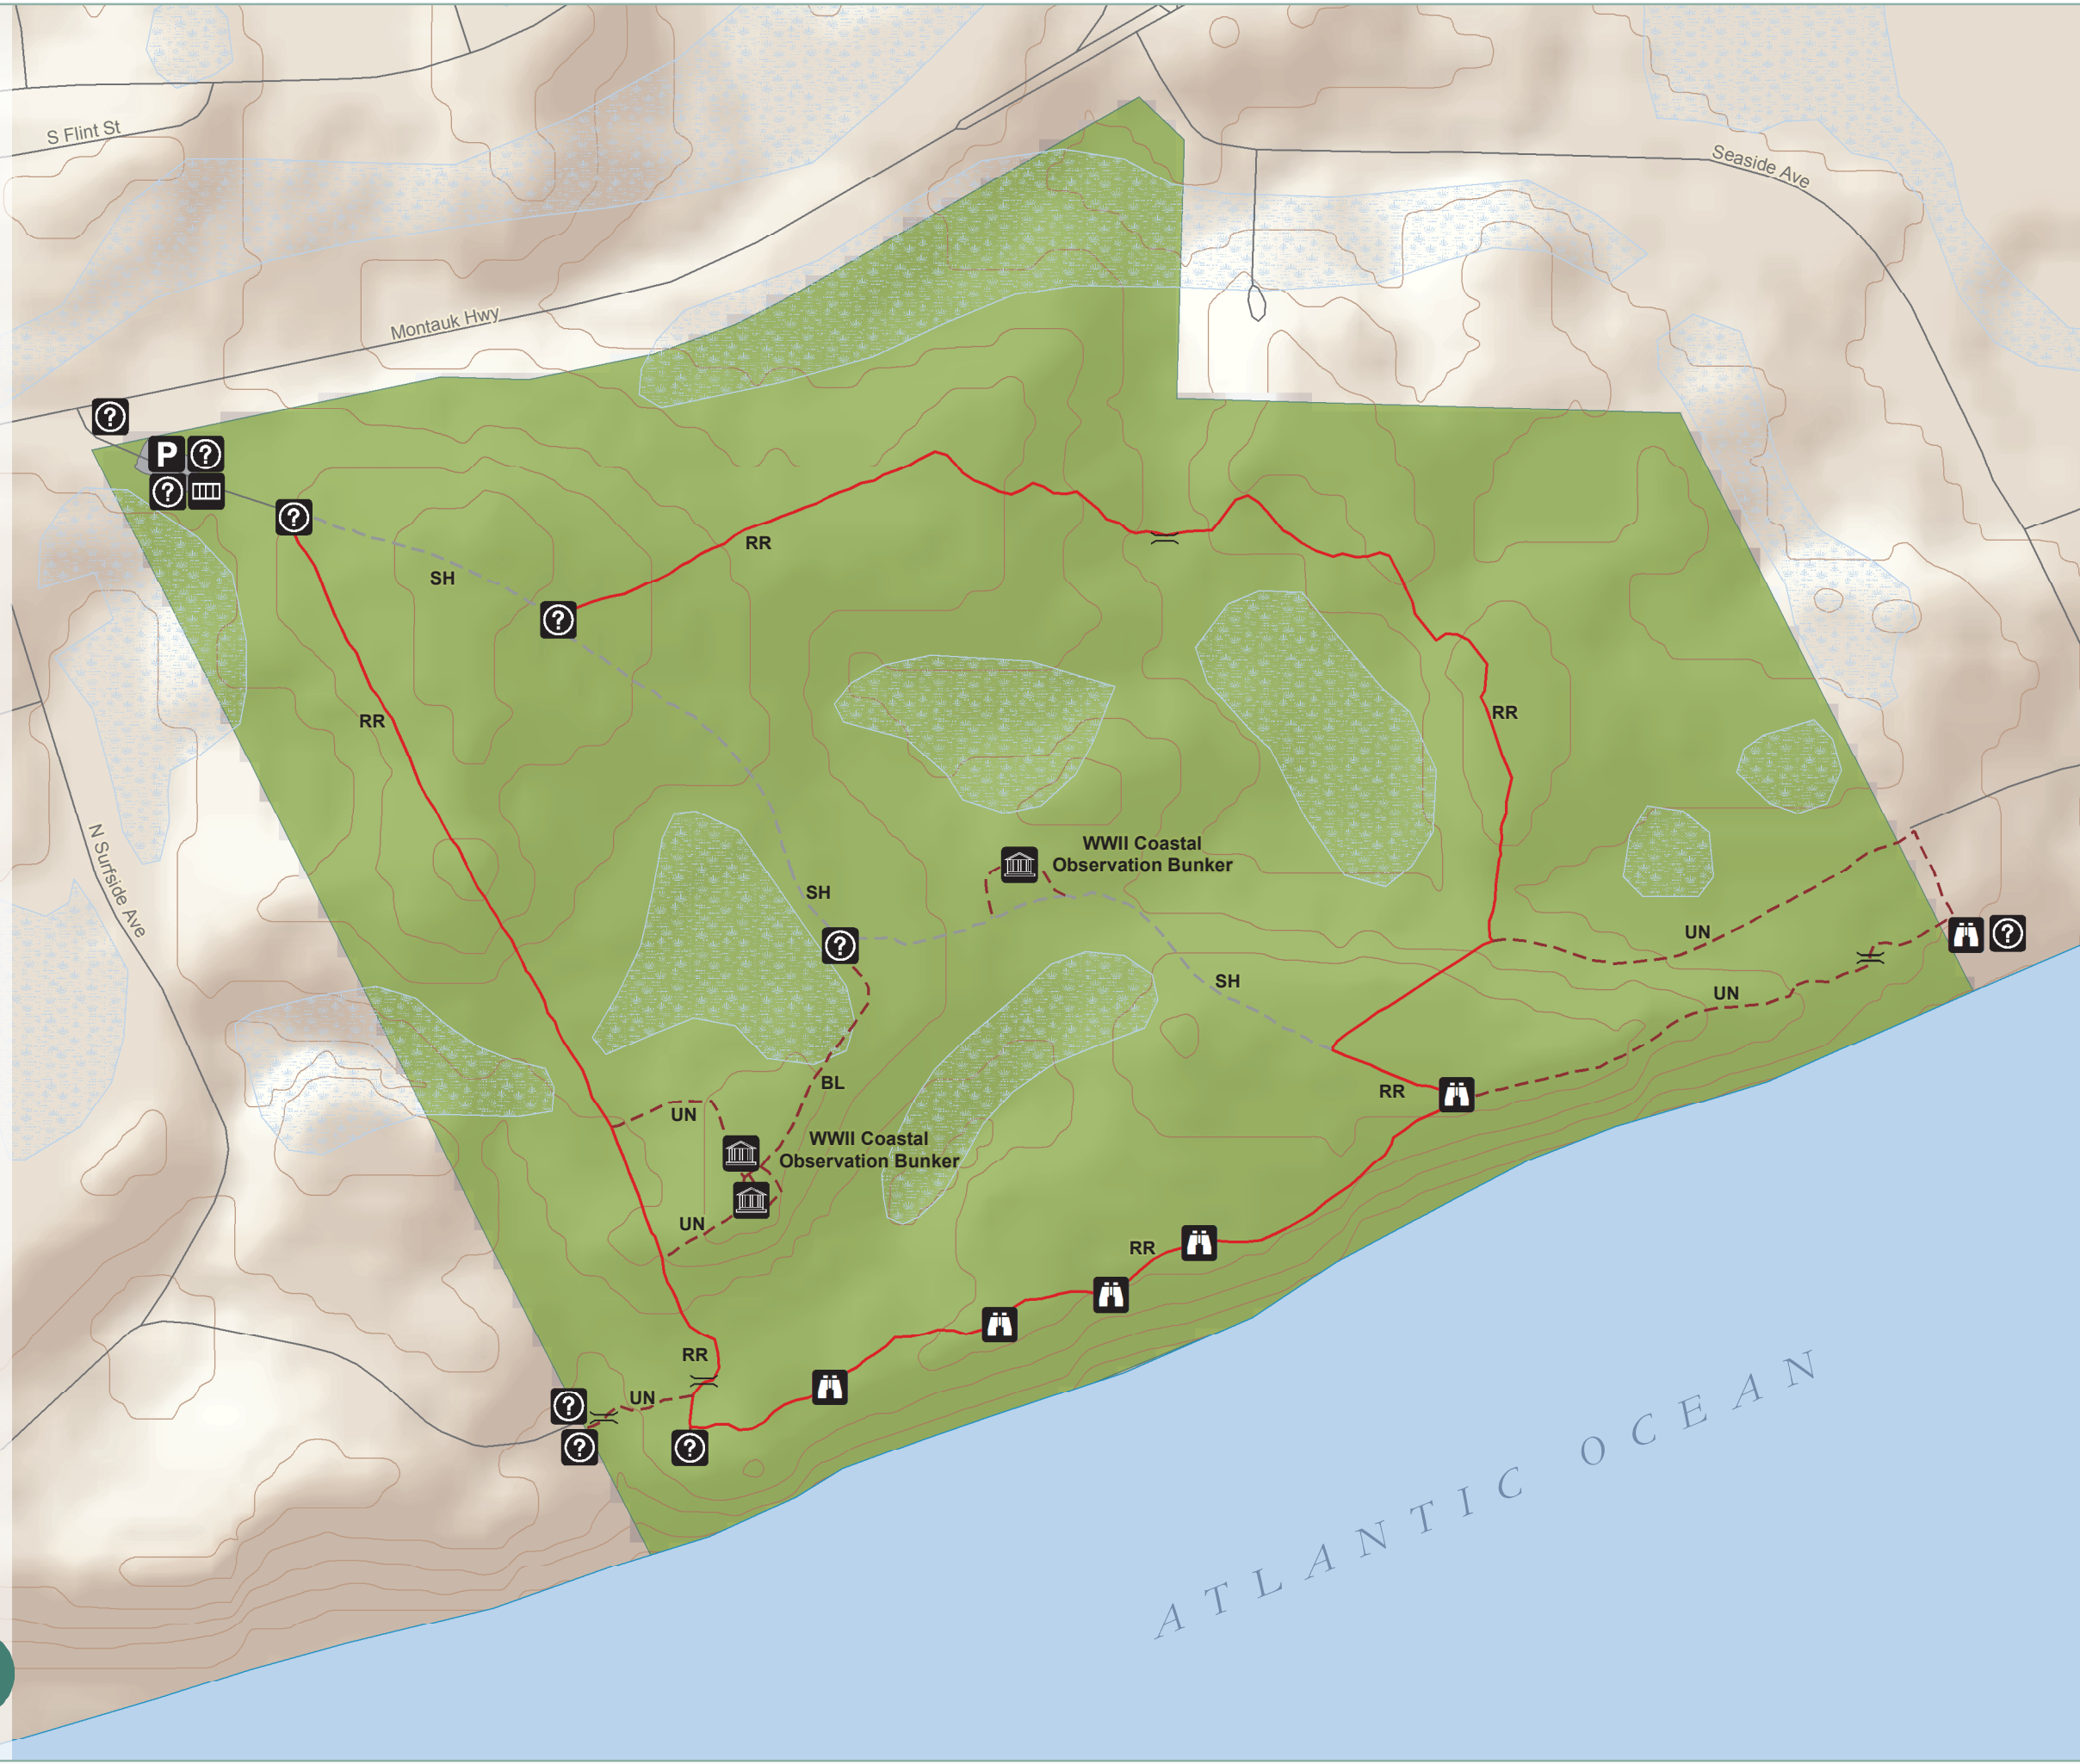 S Flint St
Seaside Ave
Montauk Hwy
?
P ?
?
?
RR
SH
?
RR
RR
N Surfside Ave
WWII Coastal
Observation Bunker
SH
?
UN
?
SH
UN
BL
RR
UN
WWII Coastal
Observation Bunker
UN
RR
RR
UN
?
?
?
ATLANTIC OCEAN